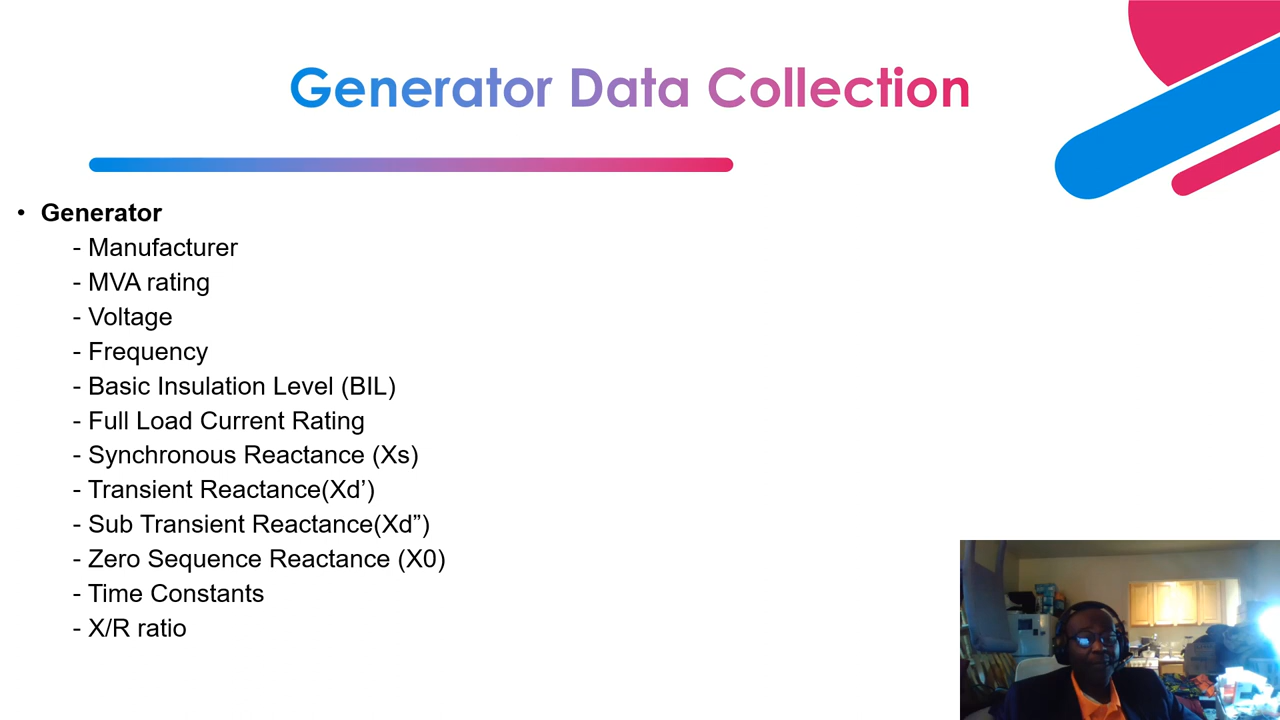 Generator Data Collection
• Generator
- Manufacturer
- MVA rating
- Voltage
- Frequency
- Basic Insulation Level (BIL)
- Full Load Current Rating
- Synchronous Reactance (Xs)
- Transient Reactance(Xd’)
- Sub Transient Reactance(Xd”)
- Zero Sequence Reactance (X0)
- Time Constants
- X/R ratio